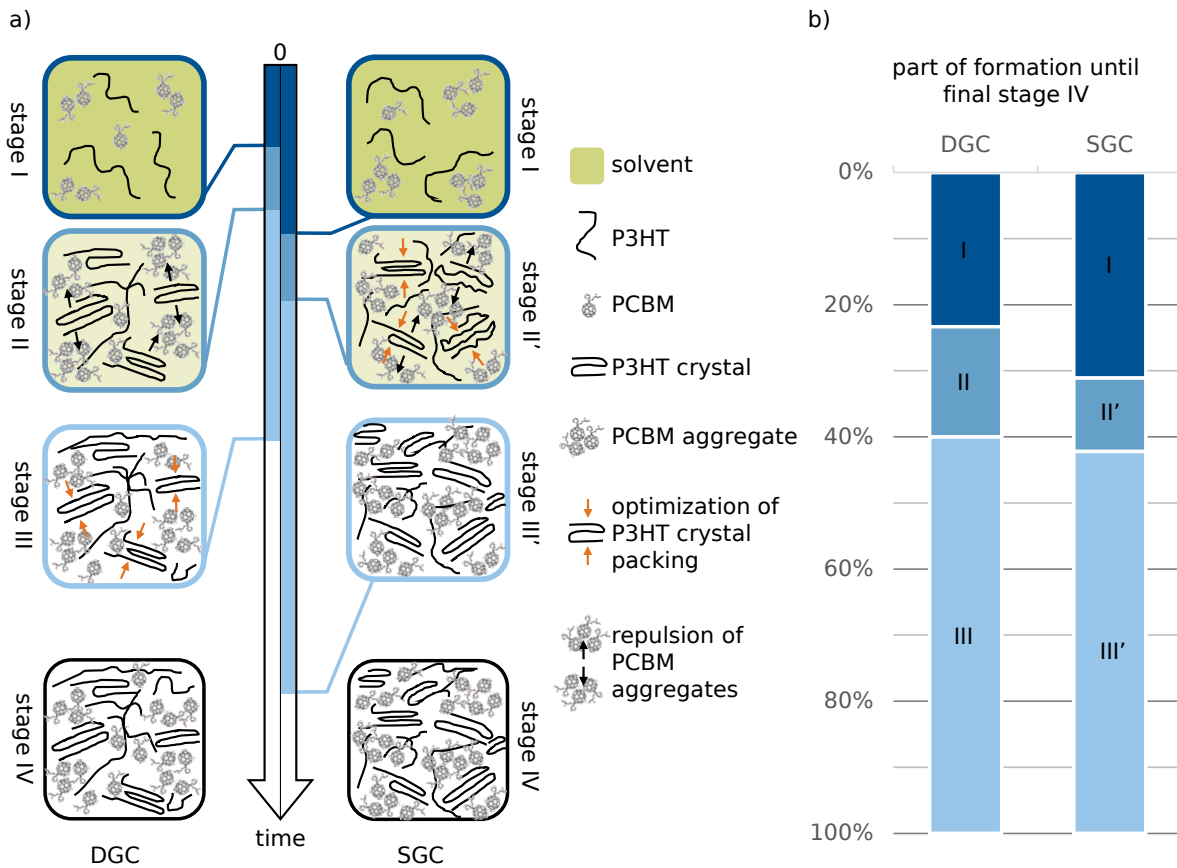 a)
0
stage I
stage II
stage III
stage IV
DGC
time
stage I
stage II’
stage III’
stage IV
SGC
solvent
P3HT
PCBM
P3HT crystal
PCBM aggregate
optimization of
P3HT crystal
packing
repulsion of
PCBM
aggregates
b)
part of formation until
final stage IV
DGC SGC
0%
20%
40%
60%
80%
100%
I
II
III
I
II’
III’